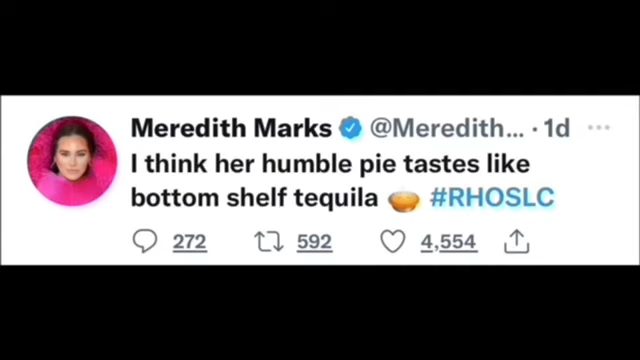 Meredith Marks @Meredith... · 1d
I think her humble pie tastes like
bottom shelf tequila 🥧 #RHOSLC
272 592 4,554